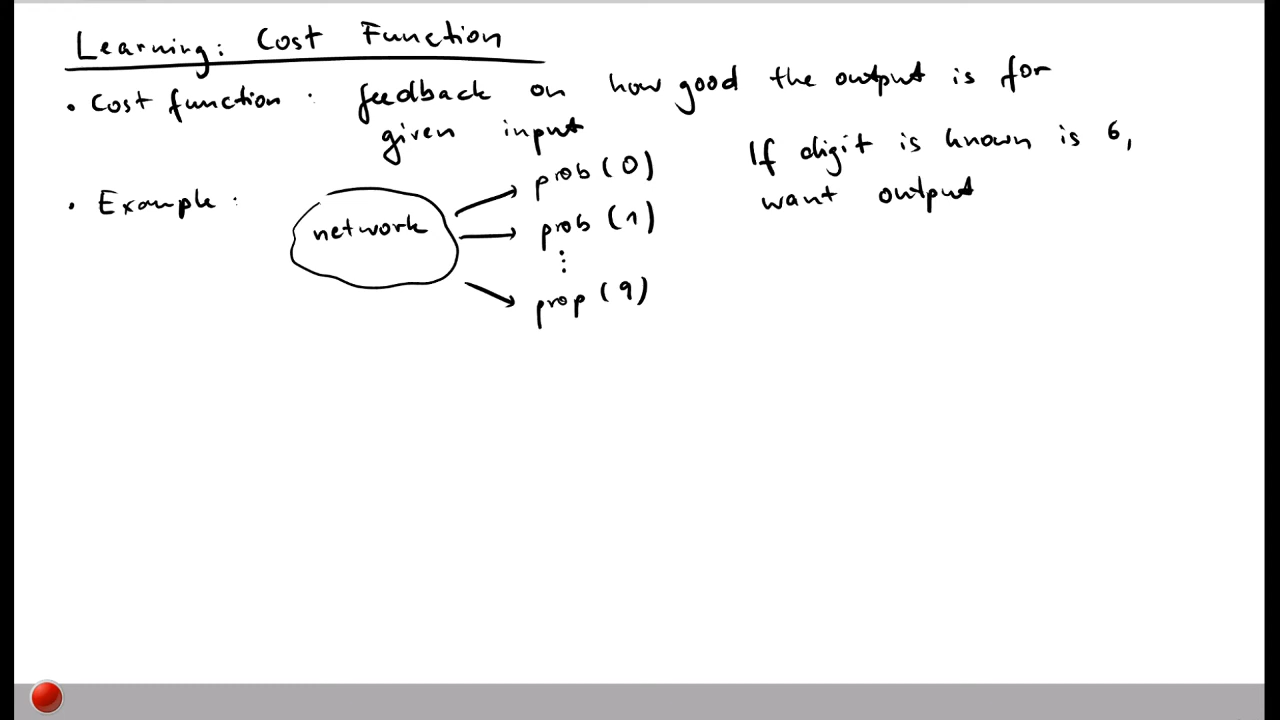 Learning: Cost Function
• Cost function: feedback on how good the output is for
given input
If digit is known is 6,
want output
• Example:
network
prob (0)
prob (1)
⋮
prop (9)